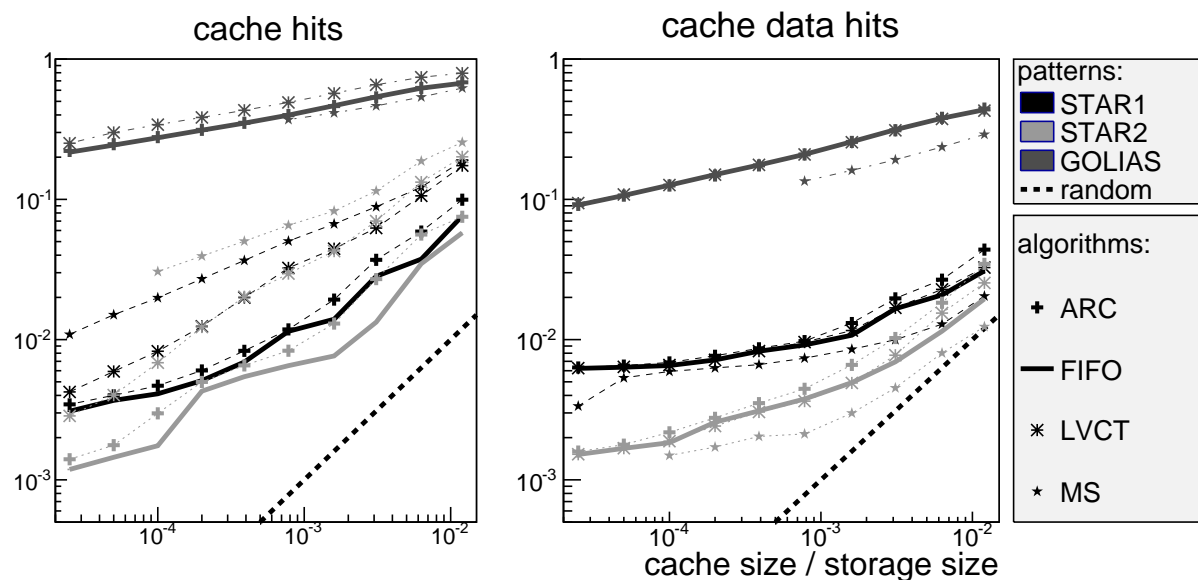 cache hits
cache data hits
1
10⁻¹
10⁻²
10⁻³
10⁻⁴
10⁻³
10⁻²
1
10⁻¹
10⁻²
10⁻³
10⁻⁴
10⁻³
10⁻²
cache size / storage size
patterns:
STAR1
STAR2
GOLIAS
random
algorithms:
ARC
FIFO
LVCT
MS